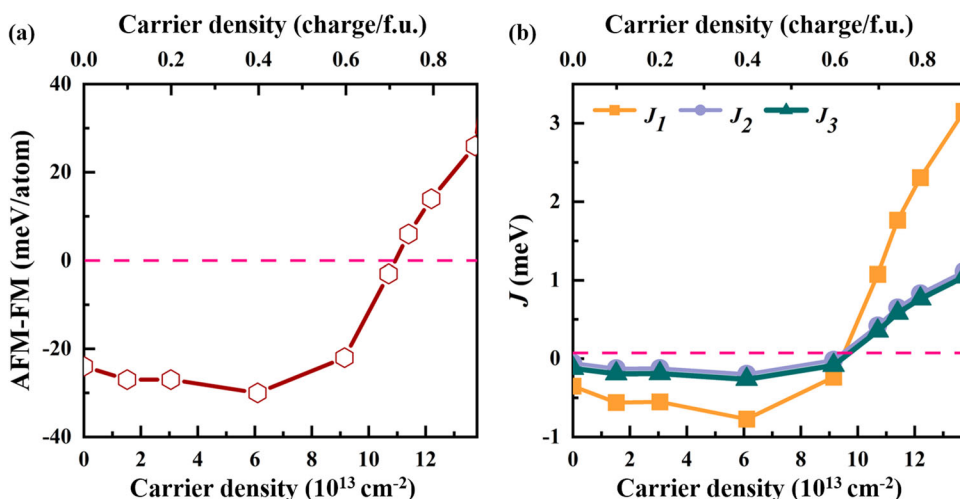 (a)
Carrier density (charge/f.u.)
0.0 0.2 0.4 0.6 0.8
40
20
0
-20
-40
AFM-FM (meV/atom)
0 2 4 6 8 10 12
Carrier density (10¹³ cm⁻²)
(b)
Carrier density (charge/f.u.)
0.0 0.2 0.4 0.6 0.8
J₁ J₂ J₃
3
2
1
0
-1
J (meV)
0 2 4 6 8 10 12
Carrier density (10¹³ cm⁻²)